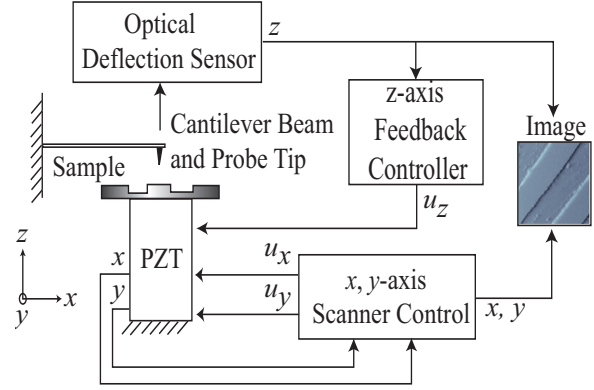 Optical
Deflection Sensor
z
z-axis
Feedback
Controller
Cantilever Beam
and Probe Tip
Sample
Image
u_z
PZT
x
y
u_x
u_y
x, y-axis
Scanner Control
x, y
z
y
x